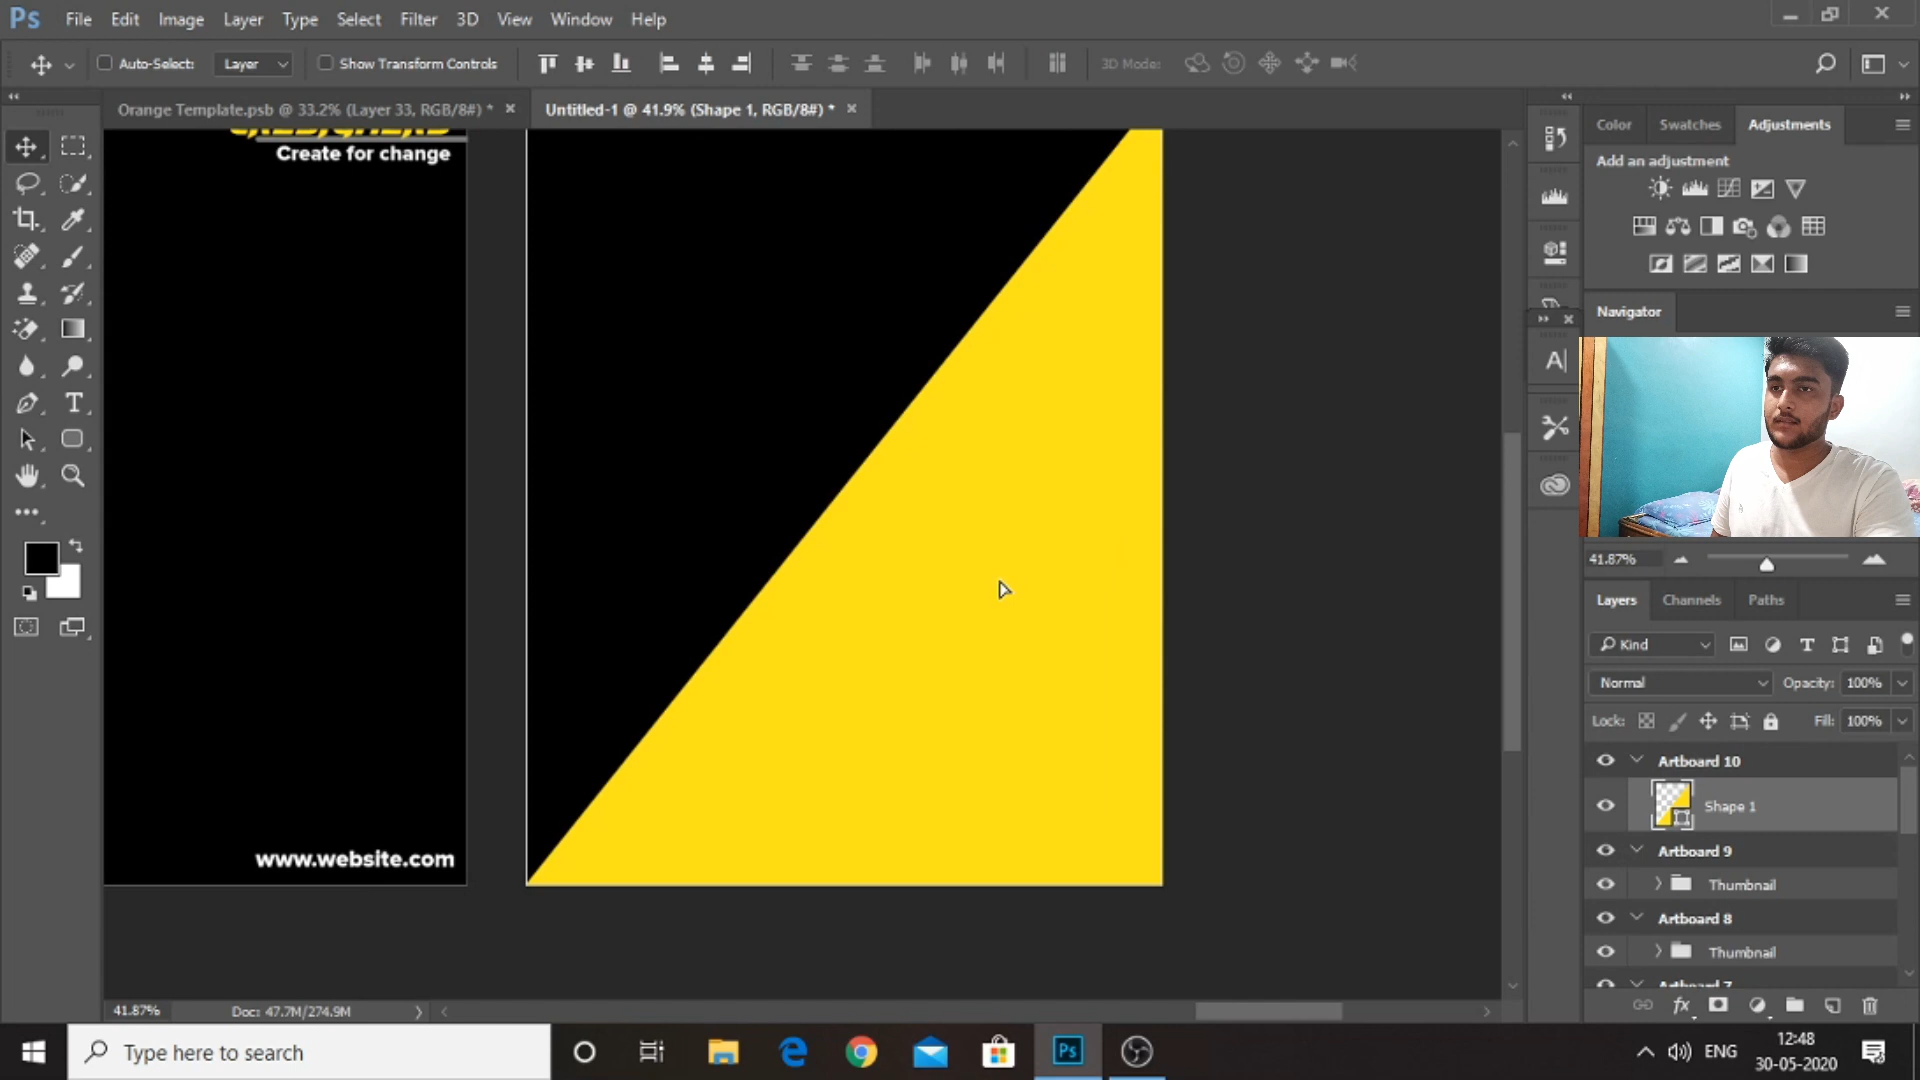 Ps File Edit Image Layer Type Select Filter 3D View Window Help
Auto-Select: Layer Show Transform Controls 3D Mode:
Orange Template.psb @ 33.2% (Layer 33, RGB/8#) * Untitled-1 @ 41.9% (Shape 1, RGB/8#) *
Color Swatches Adjustments
Add an adjustment
Navigator
Create for change
www.website.com
41.87%
Layers Channels Paths
Kind
Normal Opacity: 100%
Lock: Fill: 100%
Artboard 10
Shape 1
Artboard 9
Thumbnail
Artboard 8
Thumbnail
Artboard 7
41.87% Doc: 47.7M/274.9M
Type here to search
Ps
ENG
12:48
30-05-2020